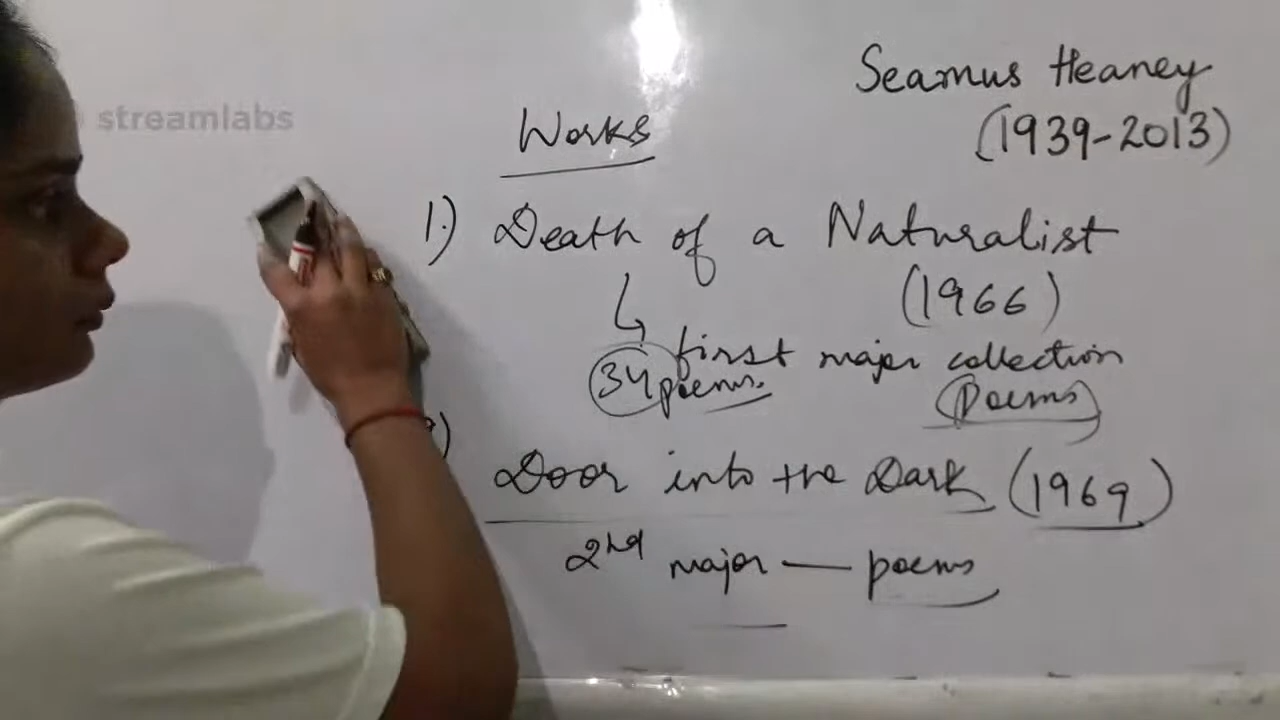 streamlabs
Seamus Heaney
(1939-2013)
Works
1.) Death of a Naturalist
(1966)
↳ first major collection
34 poems. Poems
2)
Door into the Dark (1969)
2nd major — poems